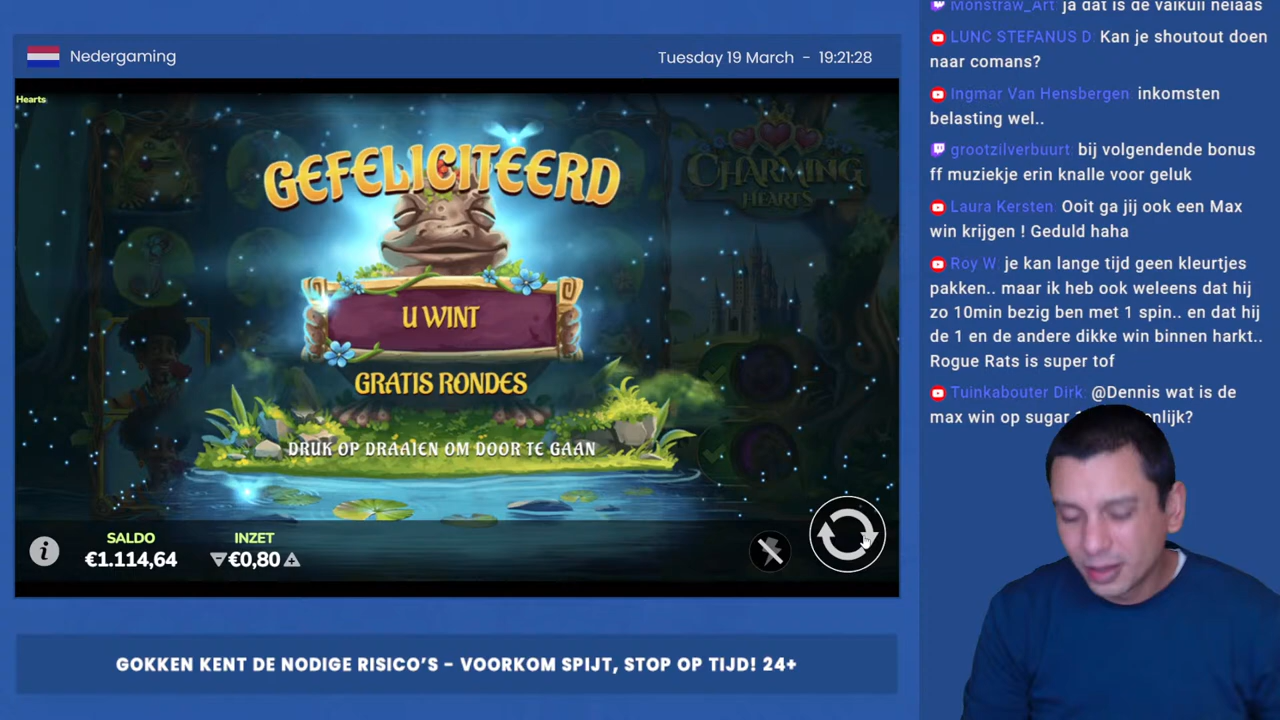 Nedergaming
Tuesday 19 March - 19:21:28
Hearts
GEFELICITEERD
CHARMING
HEARTS
U WINT
GRATIS RONDES
DRUK OP DRAAIEN OM DOOR TE GAAN
SALDO
€1.114,64
INZET
€0,80
GOKKEN KENT DE NODIGE RISICO'S - VOORKOM SPIJT, STOP OP TIJD! 24+
Monstraw_Art: ja dat is de valkuil helaas
LUNC STEFANUS D: Kan je shoutout doen
naar comans?
Ingmar Van Hensbergen: inkomsten
belasting wel..
grootzilverbuurt: bij volgendende bonus
ff muziekje erin knalle voor geluk
Laura Kersten: Ooit ga jij ook een Max
win krijgen ! Geduld haha
Roy W: je kan lange tijd geen kleurtjes
pakken.. maar ik heb ook weleens dat hij
zo 10min bezig ben met 1 spin.. en dat hij
de 1 en de andere dikke win binnen harkt..
Rogue Rats is super tof
Tuinkabouter Dirk: @Dennis wat is de
max win op sugar